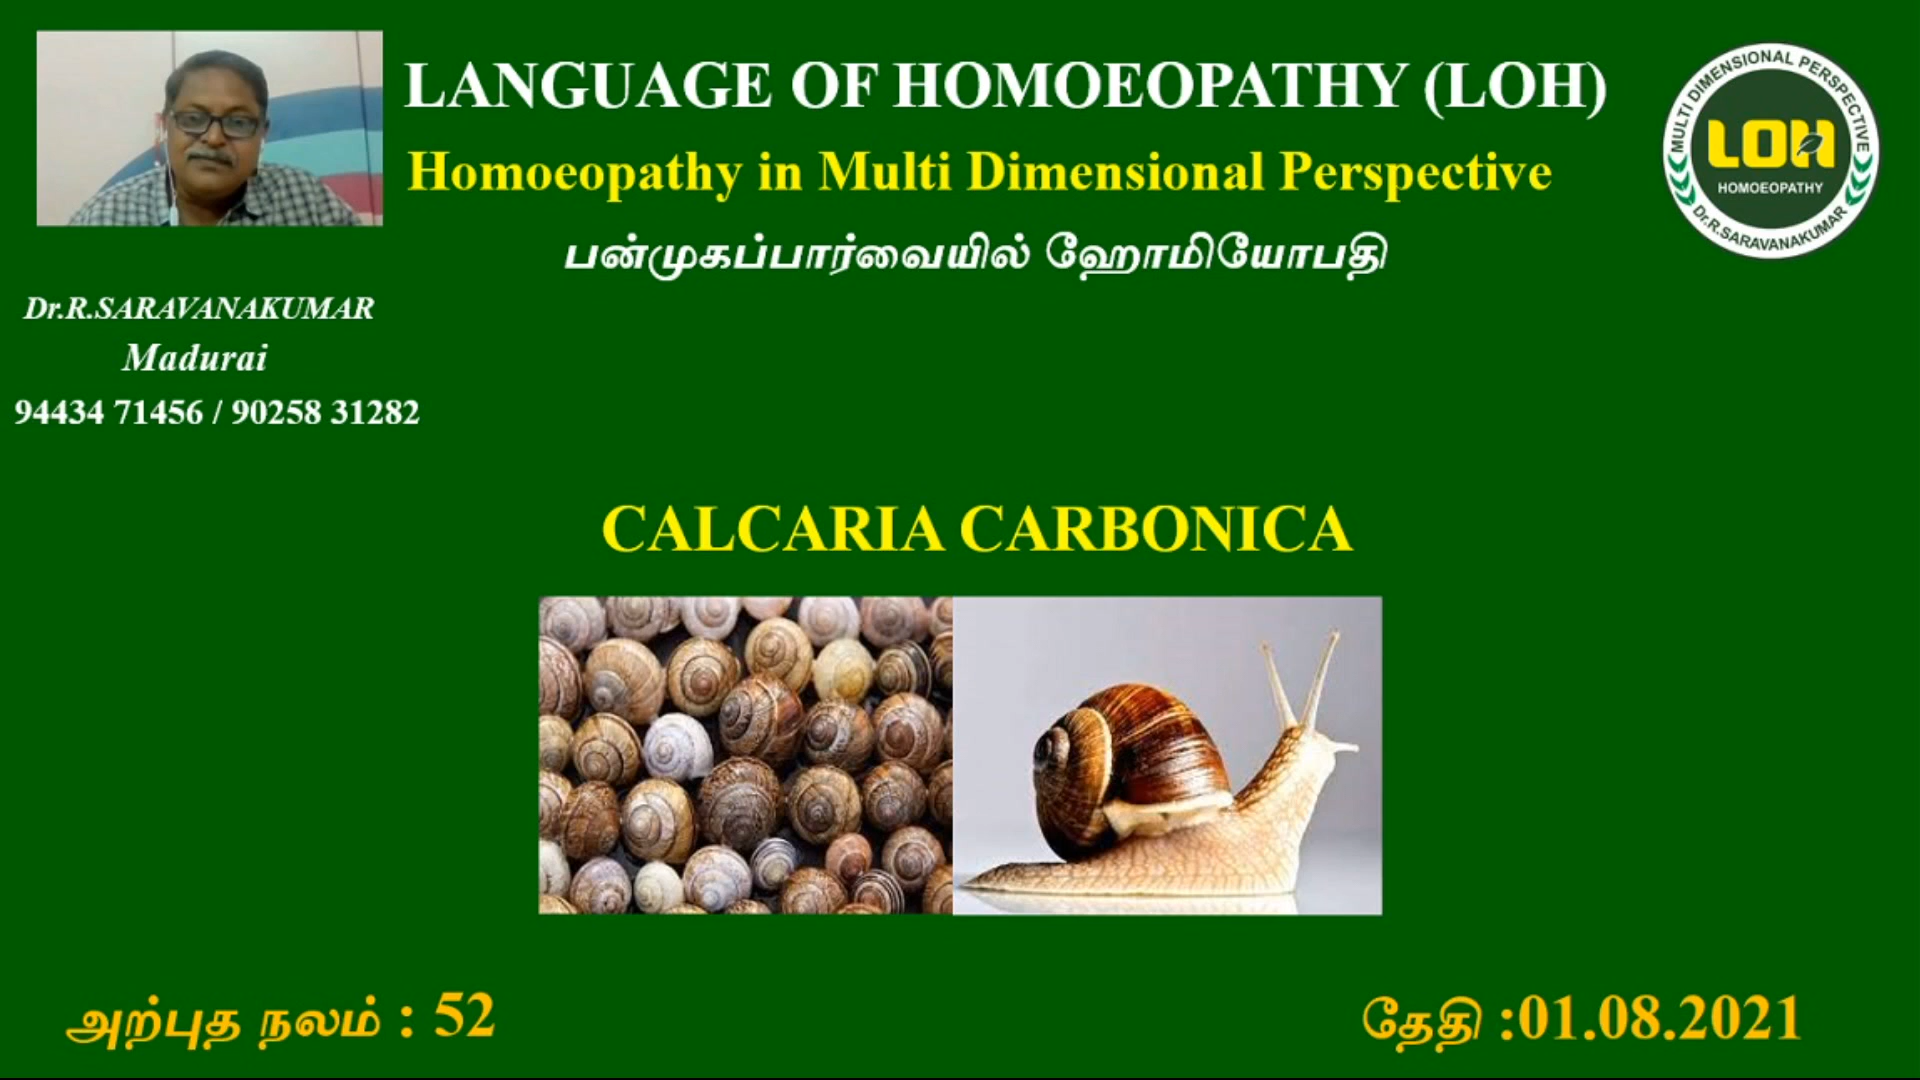 LANGUAGE OF HOMOEOPATHY (LOH)
Homoeopathy in Multi Dimensional Perspective
பன்முகப்பார்வையில் ஹோமியோபதி
MULTI DIMENSIONAL PERSPECTIVE
LOH
HOMOEOPATHY
Dr.R.SARAVANAKUMAR
Dr.R.SARAVANAKUMAR
Madurai
94434 71456 / 90258 31282
CALCARIA CARBONICA
அற்புத நலம் : 52
தேதி :01.08.2021